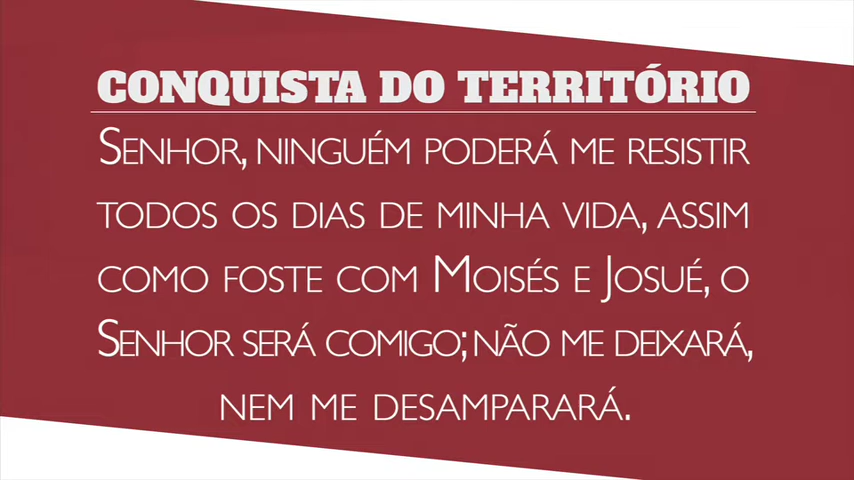 CONQUISTA DO TERRITÓRIO
SENHOR, NINGUÉM PODERÁ ME RESISTIR
TODOS OS DIAS DE MINHA VIDA, ASSIM
COMO FOSTE COM MOISÉS E JOSUÉ, O
SENHOR SERÁ COMIGO; NÃO ME DEIXARÁ,
NEM ME DESAMPARARÁ.